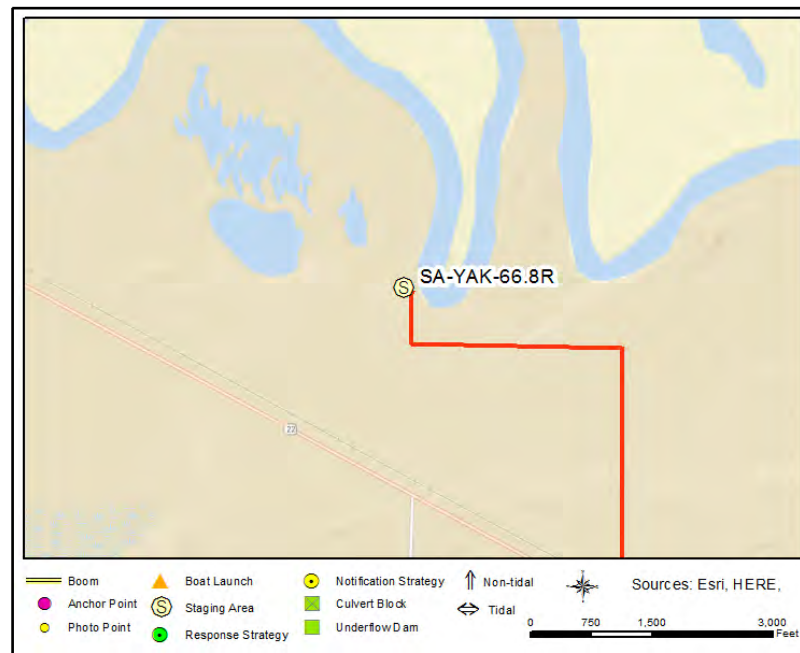 SA-YAK-66.8R
22
Boom
Anchor Point
Photo Point
Boat Launch
S Staging Area
Response Strategy
Notification Strategy
Culvert Block
Underflow Dam
Non-tidal
Tidal
Sources: Esri, HERE,
0 750 1,500 3,000
Feet